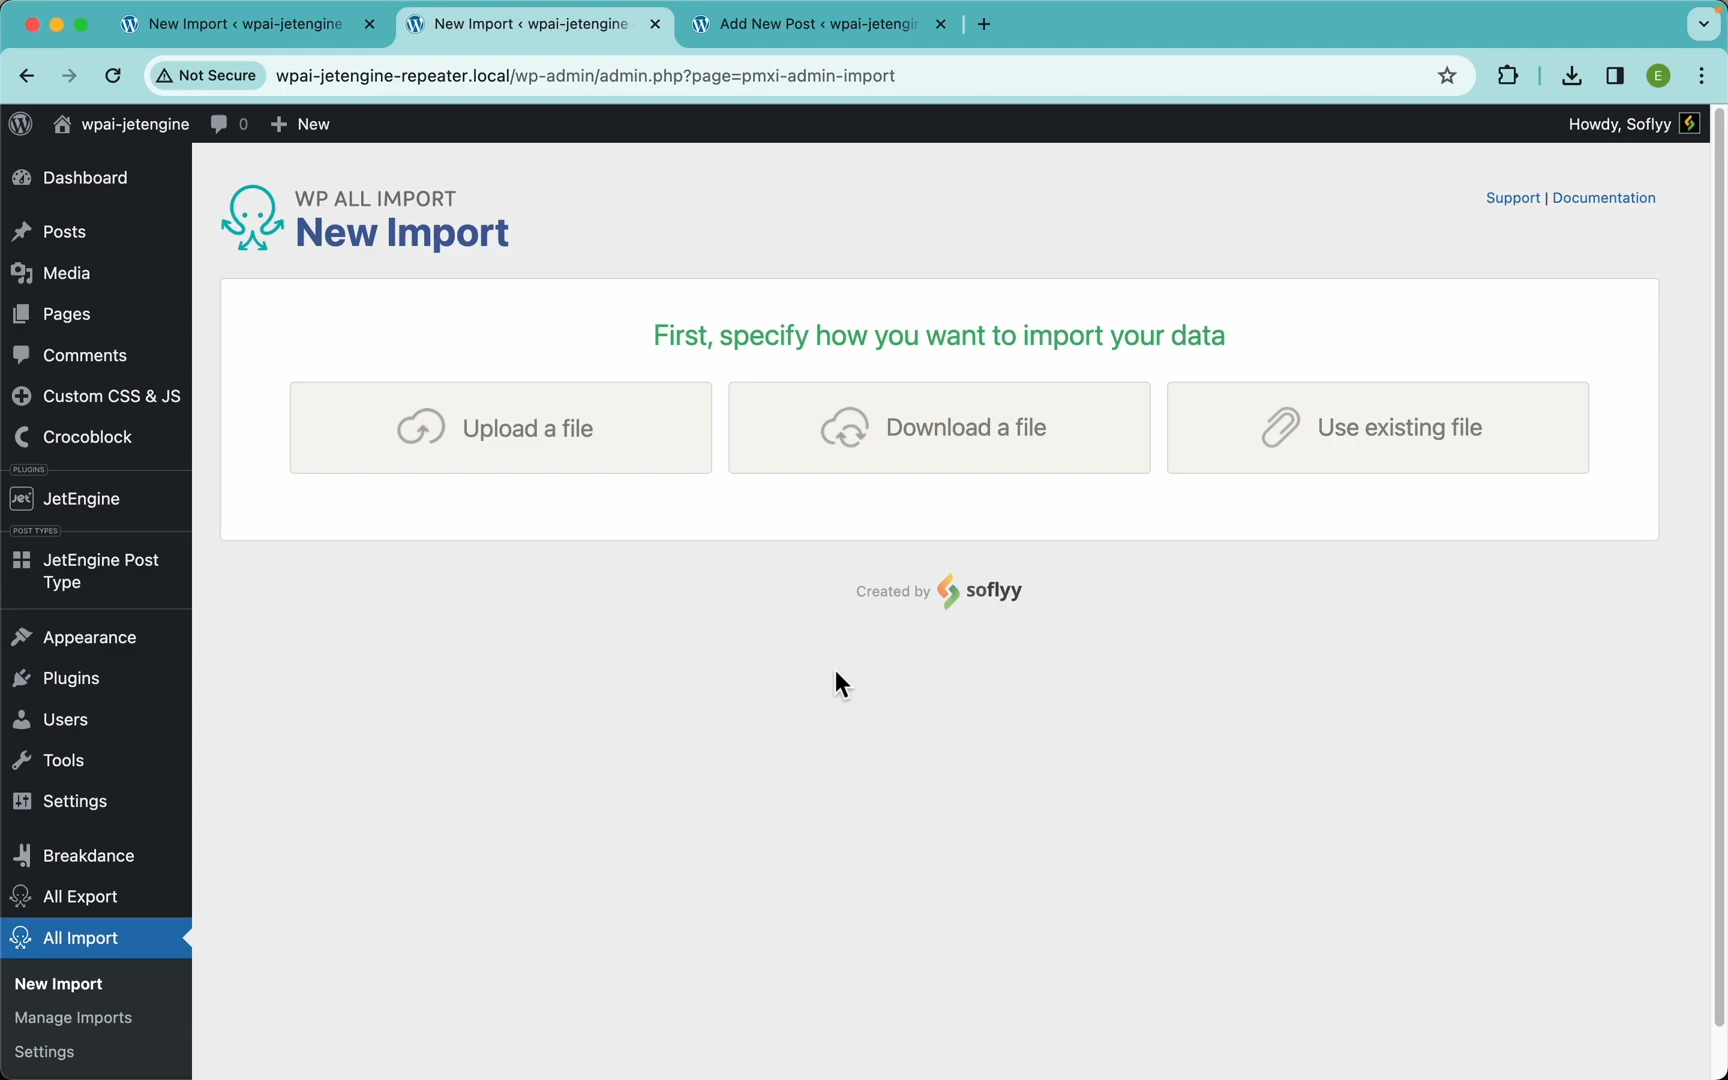 New Import ‹ wpai-jetengine
New Import ‹ wpai-jetengine
Add New Post ‹ wpai-jetengin
Not Secure
wpai-jetengine-repeater.local/wp-admin/admin.php?page=pmxi-admin-import
E
wpai-jetengine
0
New
Howdy, Soflyy
Dashboard
Posts
Media
Pages
Comments
Custom CSS & JS
Crocoblock
PLUGINS
Jet
JetEngine
POST TYPES
JetEngine Post
Type
Appearance
Plugins
Users
Tools
Settings
Breakdance
All Export
All Import
New Import
Manage Imports
Settings
WP ALL IMPORT
New Import
Support | Documentation
First, specify how you want to import your data
Upload a file
Download a file
Use existing file
Created by soflyy